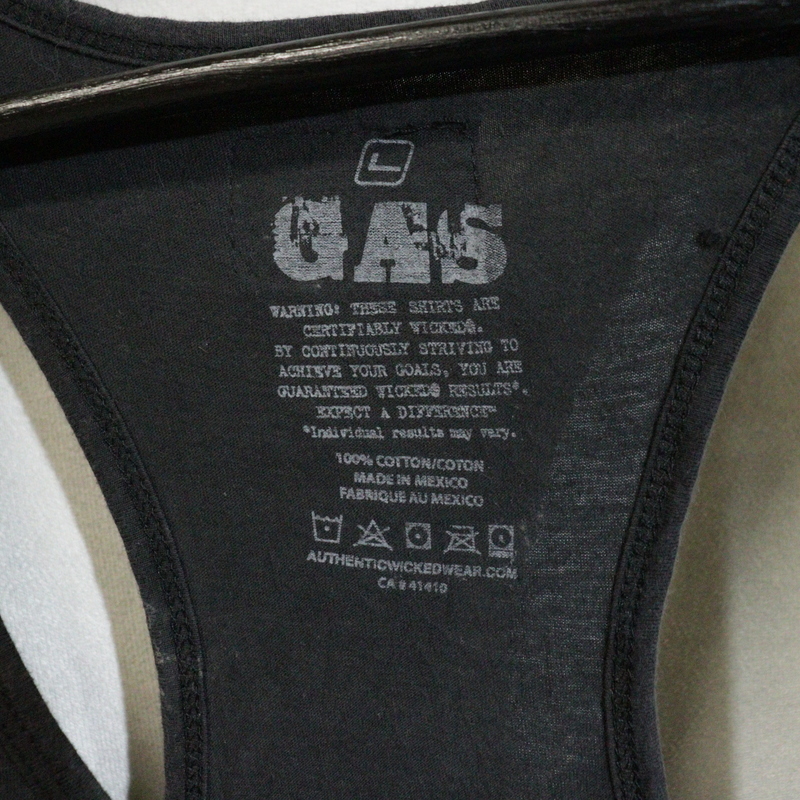 L
GAS
WARNING: THESE SHIRTS ARE
CERTIFIABLY WICKED®.
BY CONTINUOUSLY STRIVING TO
ACHIEVE YOUR GOALS, YOU ARE
GUARANTEED WICKED® RESULTS*.
EXPECT A DIFFERENCE™
*Individual results may vary.
100% COTTON/COTON
MADE IN MEXICO
FABRIQUE AU MEXICO
AUTHENTICWICKEDWEAR.COM
CA # 41410